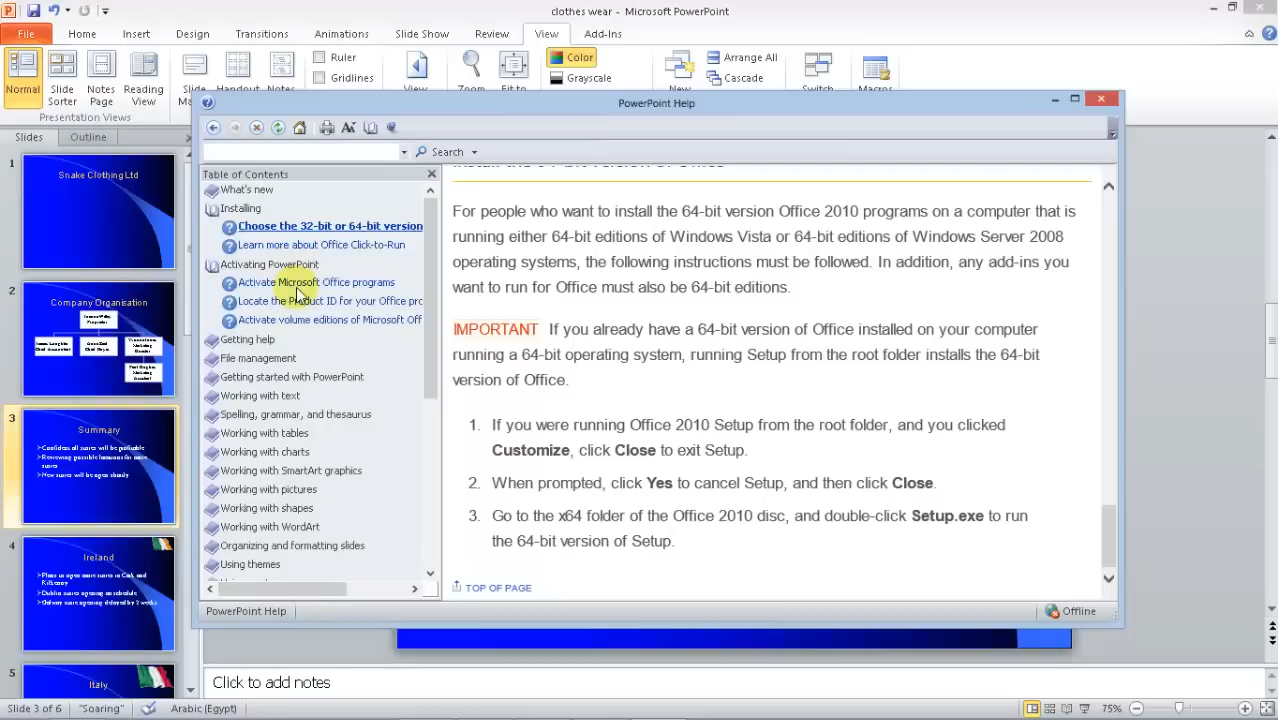 clothes wear - Microsoft PowerPoint
File Home Insert Design Transitions Animations Slide Show Review View Add-Ins
Normal
Slide Sorter
Notes Page
Reading View
Presentation Views
Slide
Handout
Notes
Ruler
Gridlines
View
Zoom
Fit to
Color
Grayscale
New
Arrange All
Cascade
Switch
Macros
PowerPoint Help
Search
Slides Outline
1
Snake Clothing Ltd
2
Company Organisation
3
Summary
4
Ireland
5
Italy
Table of Contents
What's new
Installing
Choose the 32-bit or 64-bit version
Learn more about Office Click-to-Run
Activating PowerPoint
Activate Microsoft Office programs
Locate the Product ID for your Office pro
Activate volume editions of Microsoft Off
Getting help
File management
Getting started with PowerPoint
Working with text
Spelling, grammar, and thesaurus
Working with tables
Working with charts
Working with SmartArt graphics
Working with pictures
Working with shapes
Working with WordArt
Organizing and formatting slides
Using themes
For people who want to install the 64-bit version Office 2010 programs on a computer that is
running either 64-bit editions of Windows Vista or 64-bit editions of Windows Server 2008
operating systems, the following instructions must be followed. In addition, any add-ins you
want to run for Office must also be 64-bit editions.
IMPORTANT If you already have a 64-bit version of Office installed on your computer
running a 64-bit operating system, running Setup from the root folder installs the 64-bit
version of Office.
1. If you were running Office 2010 Setup from the root folder, and you clicked
Customize, click Close to exit Setup.
2. When prompted, click Yes to cancel Setup, and then click Close.
3. Go to the x64 folder of the Office 2010 disc, and double-click Setup.exe to run
the 64-bit version of Setup.
TOP OF PAGE
PowerPoint Help
Offline
Click to add notes
Slide 3 of 6 "Soaring" Arabic (Egypt) 75%